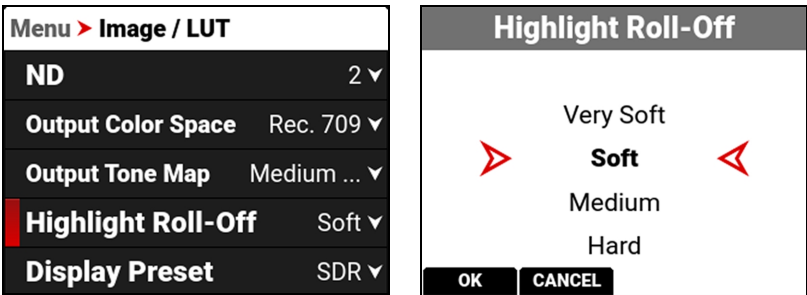 Menu > Image / LUT
ND 2
Output Color Space Rec. 709
Output Tone Map Medium ...
Highlight Roll-Off Soft
Display Preset SDR
Highlight Roll-Off
Very Soft
Soft
Medium
Hard
OK CANCEL